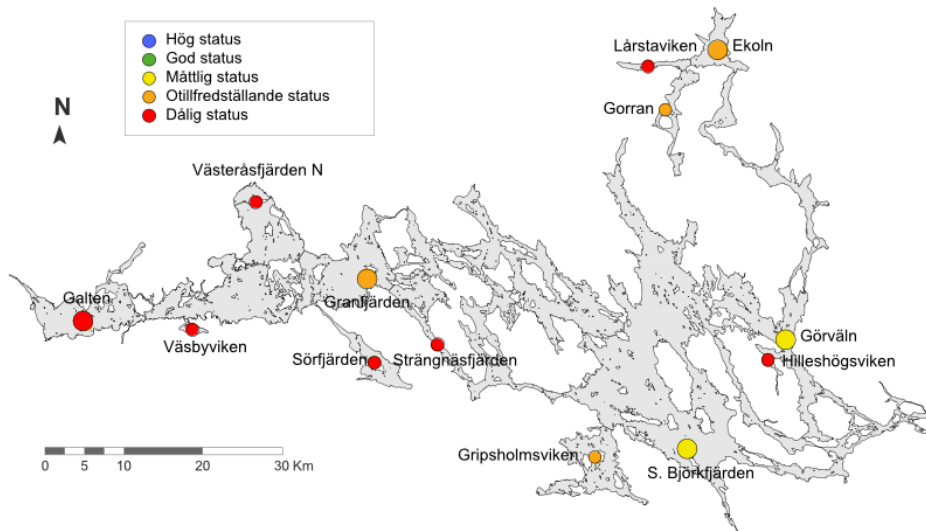 Hög status
God status
Måttlig status
Otillfredställande status
Dålig status
N
Lårstaviken
Ekoln
Gorran
Västeråsfjärden N
Galten
Väsbyviken
Granfjärden
Sörfjärden
Strängnäsfjärden
Görväln
Hilleshögsviken
Gripsholmsviken
S. Björkfjärden
0 5 10 20 30 Km